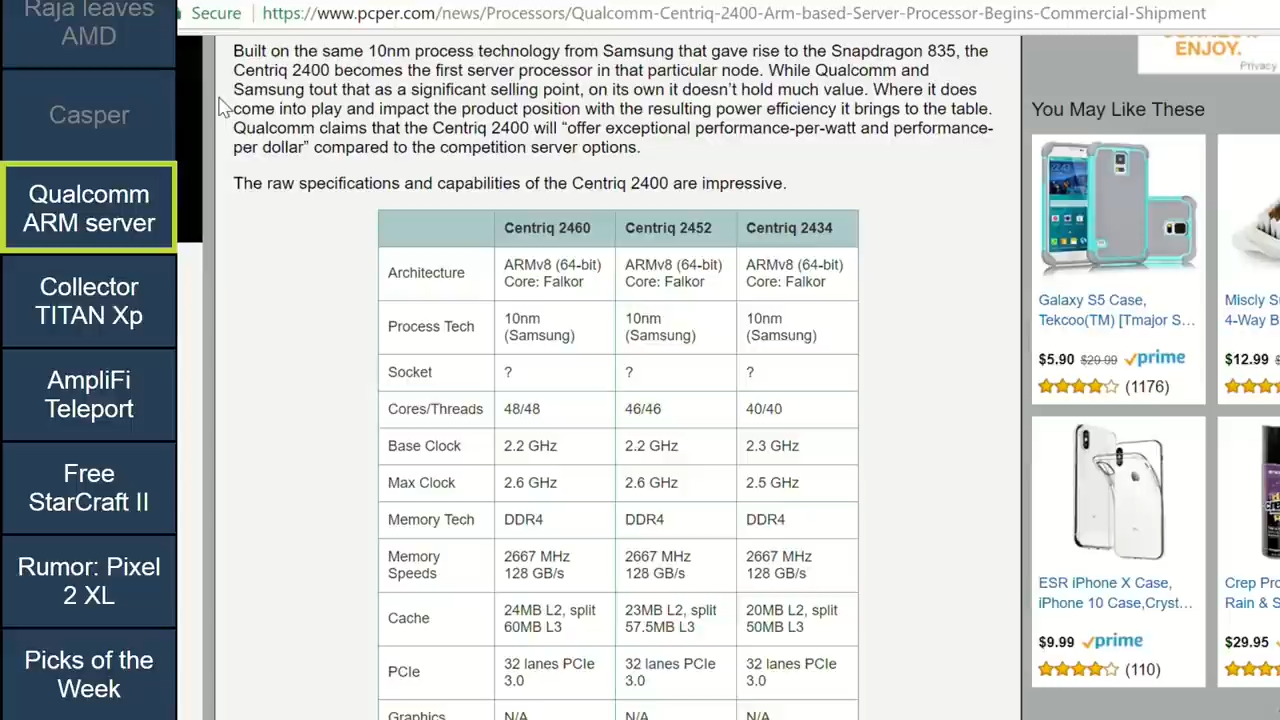 Raja leaves
AMD
Casper
Qualcomm
ARM server
Collector
TITAN Xp
AmpliFi
Teleport
Free
StarCraft II
Rumor: Pixel
2 XL
Picks of the
Week
Secure https://www.pcper.com/news/Processors/Qualcomm-Centriq-2400-Arm-based-Server-Processor-Begins-Commercial-Shipment
Built on the same 10nm process technology from Samsung that gave rise to the Snapdragon 835, the
Centriq 2400 becomes the first server processor in that particular node. While Qualcomm and
Samsung tout that as a significant selling point, on its own it doesn’t hold much value. Where it does
come into play and impact the product position with the resulting power efficiency it brings to the table.
Qualcomm claims that the Centriq 2400 will “offer exceptional performance-per-watt and performance-
per dollar” compared to the competition server options.
The raw specifications and capabilities of the Centriq 2400 are impressive.
Centriq 2460 Centriq 2452 Centriq 2434
Architecture ARMv8 (64-bit) ARMv8 (64-bit) ARMv8 (64-bit)
Core: Falkor Core: Falkor Core: Falkor
Process Tech 10nm 10nm 10nm
(Samsung) (Samsung) (Samsung)
Socket ? ? ?
Cores/Threads 48/48 46/46 40/40
Base Clock 2.2 GHz 2.2 GHz 2.3 GHz
Max Clock 2.6 GHz 2.6 GHz 2.5 GHz
Memory Tech DDR4 DDR4 DDR4
Memory 2667 MHz 2667 MHz 2667 MHz
Speeds 128 GB/s 128 GB/s 128 GB/s
Cache 24MB L2, split 23MB L2, split 20MB L2, split
60MB L3 57.5MB L3 50MB L3
PCIe 32 lanes PCIe 32 lanes PCIe 32 lanes PCIe
3.0 3.0 3.0
Graphics N/A N/A N/A
ENJOY.
Privacy
You May Like These
Galaxy S5 Case,
Tekcoo(TM) [Tmajor S...
$5.90 $29.99 prime
(1176)
Miscly S
4-Way B
$12.99
ESR iPhone X Case,
iPhone 10 Case,Cryst...
$9.99 prime
(110)
Crep Pro
Rain & S
$29.95